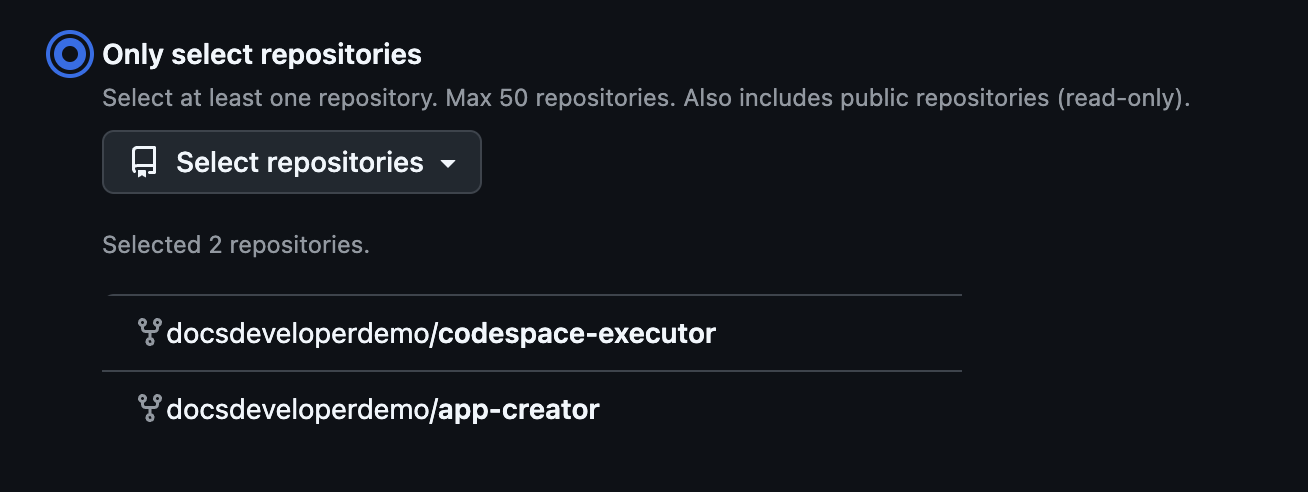 Only select repositories
Select at least one repository. Max 50 repositories. Also includes public repositories (read-only).
Select repositories
Selected 2 repositories.
docsdeveloperdemo/codespace-executor
docsdeveloperdemo/app-creator